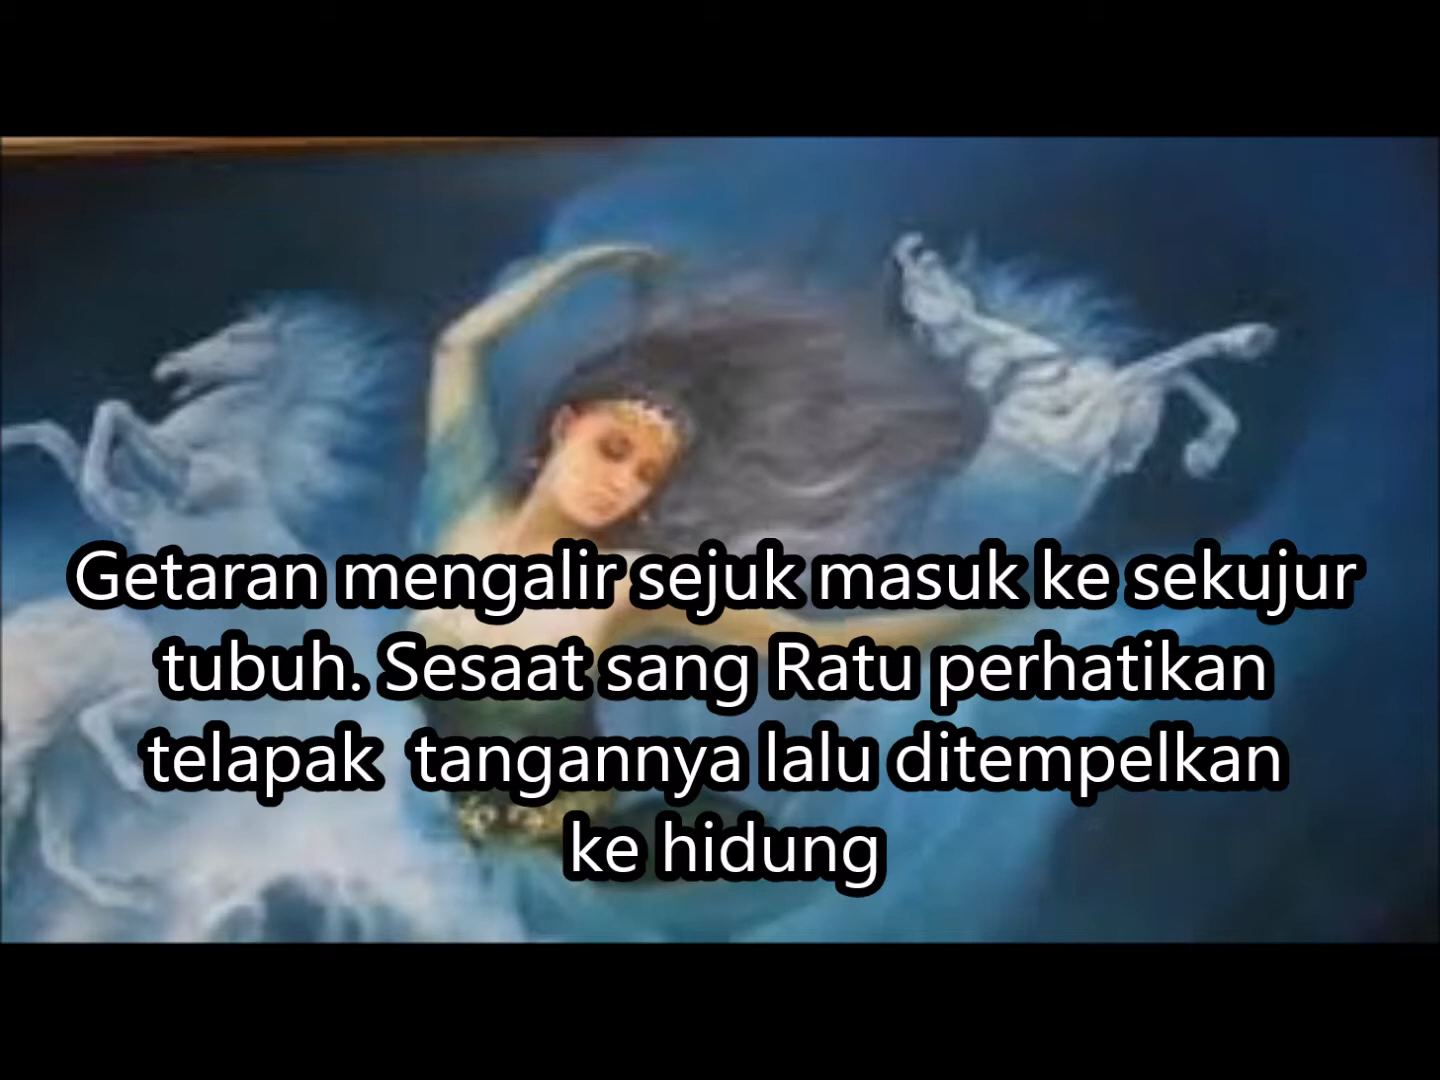 Getaran mengalir sejuk masuk ke sekujur
tubuh. Sesaat sang Ratu perhatikan
telapak  tangannya lalu ditempelkan
ke hidung